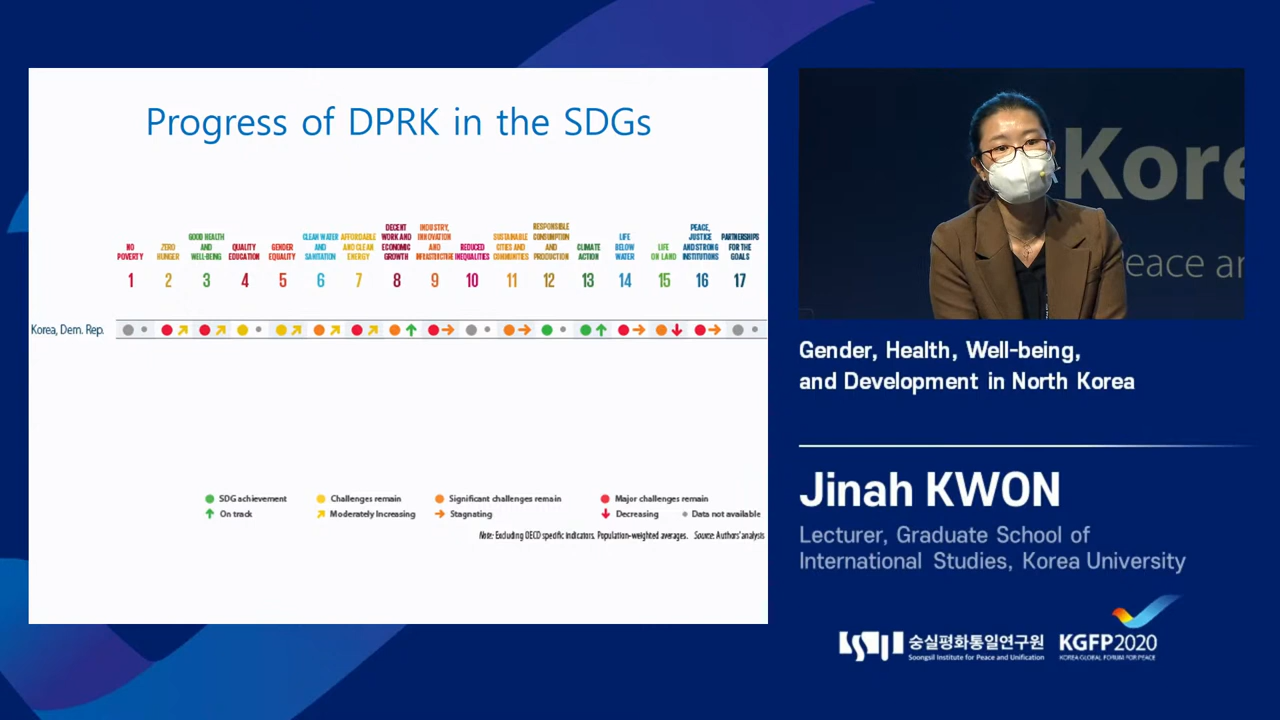 Progress of DPRK in the SDGs
NO
POVERTY
1
ZERO
HUNGER
2
GOOD HEALTH
AND
WELL-BEING
3
QUALITY
EDUCATION
4
GENDER
EQUALITY
5
CLEAN WATER
AND
SANITATION
6
AFFORDABLE
AND CLEAN
ENERGY
7
DECENT
WORK AND
ECONOMIC
GROWTH
8
INDUSTRY,
INNOVATION
AND
INFRASTRUCTURE
9
REDUCED
INEQUALITIES
10
SUSTAINABLE
CITIES AND
COMMUNITIES
11
RESPONSIBLE
CONSUMPTION
AND
PRODUCTION
12
CLIMATE
ACTION
13
LIFE
BELOW
WATER
14
LIFE
ON LAND
15
PEACE,
JUSTICE
AND STRONG
INSTITUTIONS
16
PARTNERSHIPS
FOR THE
GOALS
17
Korea, Dem. Rep.
SDG achievement
Challenges remain
Significant challenges remain
Major challenges remain
On track
Moderately Increasing
Stagnating
Decreasing
Data not available
Note: Excluding OECD specific indicators. Population-weighted averages. Source: Authors' analysis
Kore
eace ar
Gender, Health, Well-being,
and Development in North Korea
Jinah KWON
Lecturer, Graduate School of
International Studies, Korea University
숭실평화통일연구원
Soongsil Institute for Peace and Unification
KGFP2020
KOREA GLOBAL FORUM FOR PEACE